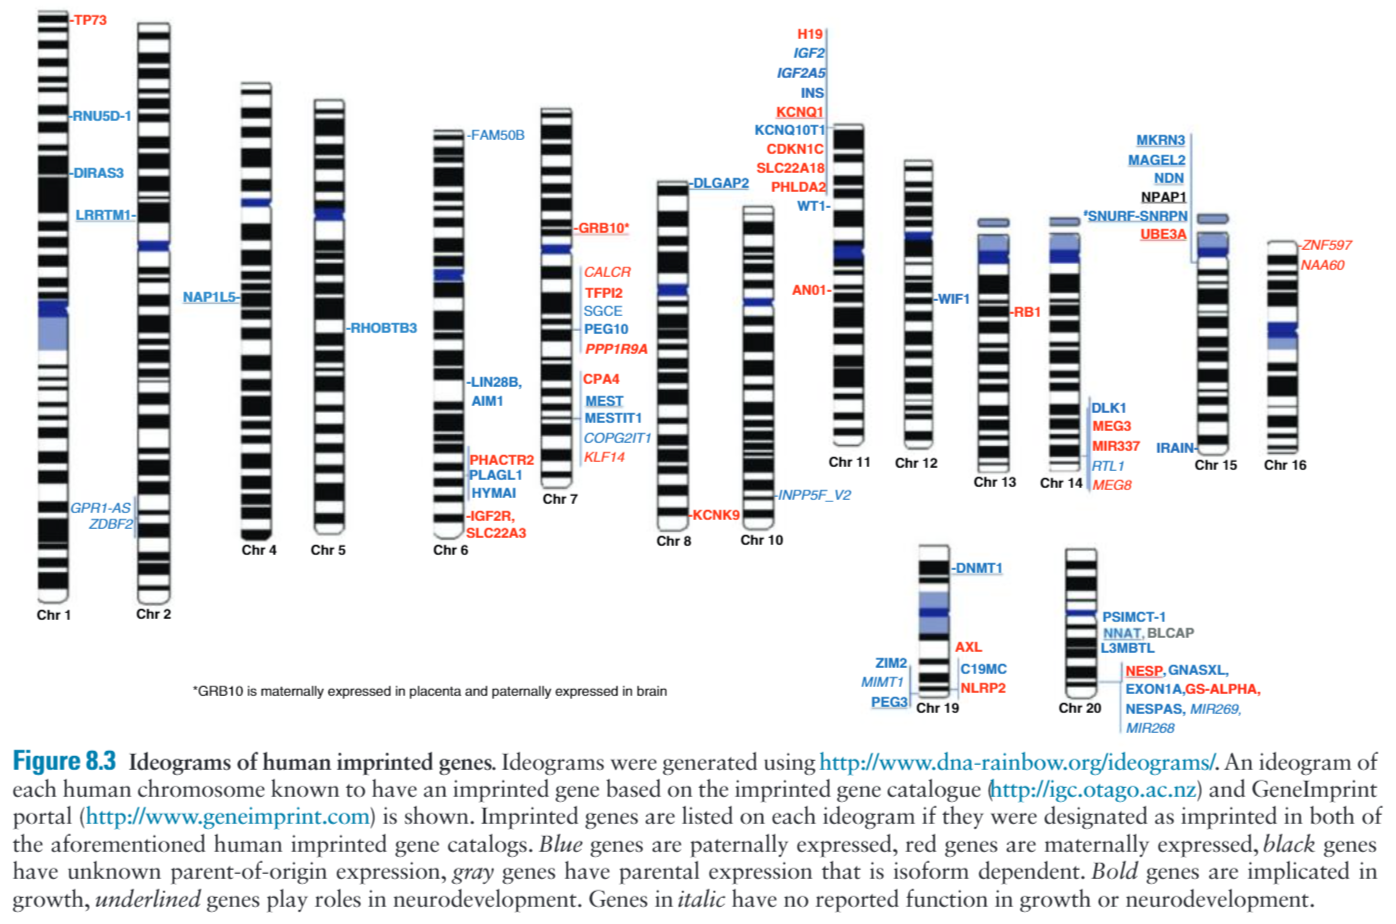 TP73
RNU5D-1
DIRAS3
Chr 1
LRRTM1
GPR1-AS
ZDBF2
Chr 2
NAP1L5
Chr 4
RHOBTB3
Chr 5
FAM50B
LIN28B,
AIM1
PHACTR2
PLAGL1
HYMAI
IGF2R,
SLC22A3
Chr 6
GRB10*
CALCR
TFPI2
SGCE
PEG10
PPP1R9A
CPA4
MEST
MESTIT1
COPG2IT1
KLF14
Chr 7
DLGAP2
KCNK9
Chr 8
INPP5F_V2
Chr 10
H19
IGF2
IGF2A5
INS
KCNQ1
KCNQ10T1
CDKN1C
SLC22A18
PHLDA2
WT1
AN01
Chr 11
WIF1
Chr 12
RB1
Chr 13
DLK1
MEG3
MIR337
RTL1
MEG8
Chr 14
MKRN3
MAGEL2
NDN
NPAP1
#SNURF-SNRPN
UBE3A
IRAIN
Chr 15
ZNF597
NAA60
Chr 16
DNMT1
AXL
ZIM2
MIMT1
PEG3
C19MC
NLRP2
Chr 19
PSIMCT-1
NNAT, BLCAP
L3MBTL
NESP, GNASXL,
EXON1A,GS-ALPHA,
NESPAS, MIR269,
MIR268
Chr 20
*GRB10 is maternally expressed in placenta and paternally expressed in brain
Figure 8.3 Ideograms of human imprinted genes. Ideograms were generated using http://www.dna-rainbow.org/ideograms/. An ideogram of
each human chromosome known to have an imprinted gene based on the imprinted gene catalogue (http://igc.otago.ac.nz) and GeneImprint
portal (http://www.geneimprint.com) is shown. Imprinted genes are listed on each ideogram if they were designated as imprinted in both of
the aforementioned human imprinted gene catalogs. Blue genes are paternally expressed, red genes are maternally expressed, black genes
have unknown parent-of-origin expression, gray genes have parental expression that is isoform dependent. Bold genes are implicated in
growth, underlined genes play roles in neurodevelopment. Genes in italic have no reported function in growth or neurodevelopment.